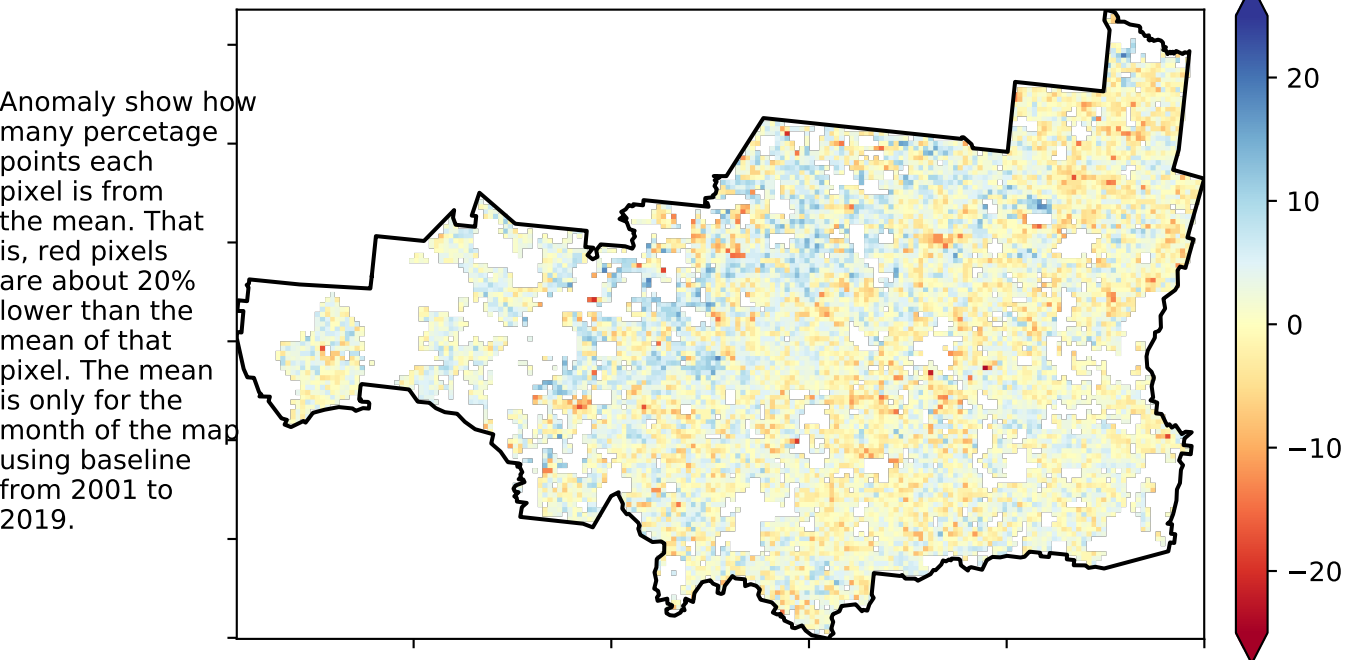 Anomaly show how
many percetage
points each
pixel is from
the mean. That
is, red pixels
are about 20%
lower than the
mean of that
pixel. The mean
is only for the
month of the map
using baseline
from 2001 to
2019.
20
10
0
−10
−20